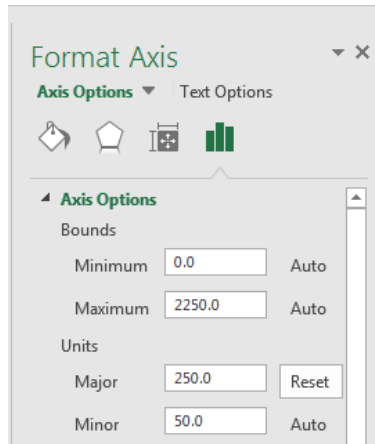 Format Axis
Axis Options Text Options
Axis Options
Bounds
Minimum 0.0 Auto
Maximum 2250.0 Auto
Units
Major 250.0 Reset
Minor 50.0 Auto